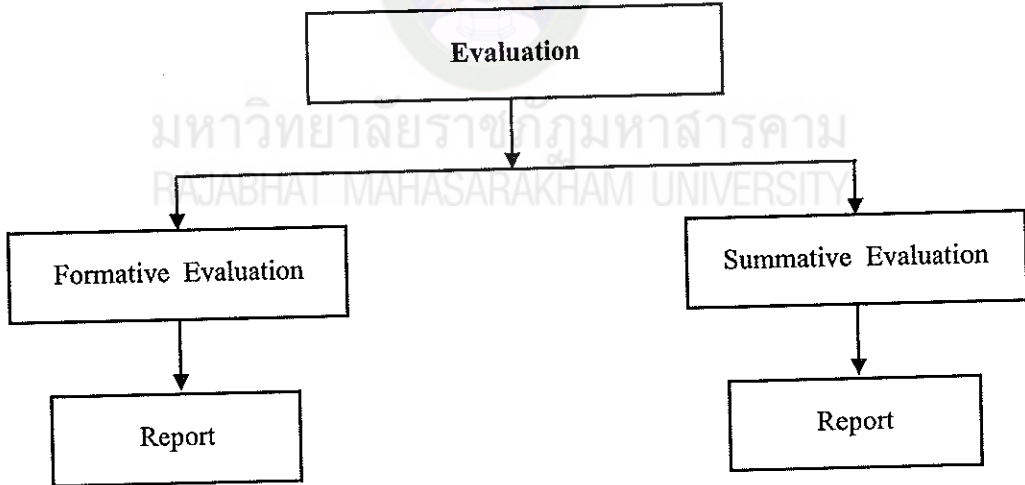 Evaluation
มหาวิทยาลัยราชภัฏมหาสารคาม
RAJABHAT MAHASARAKHAM UNIVERSITY
Formative Evaluation
Summative Evaluation
Report
Report